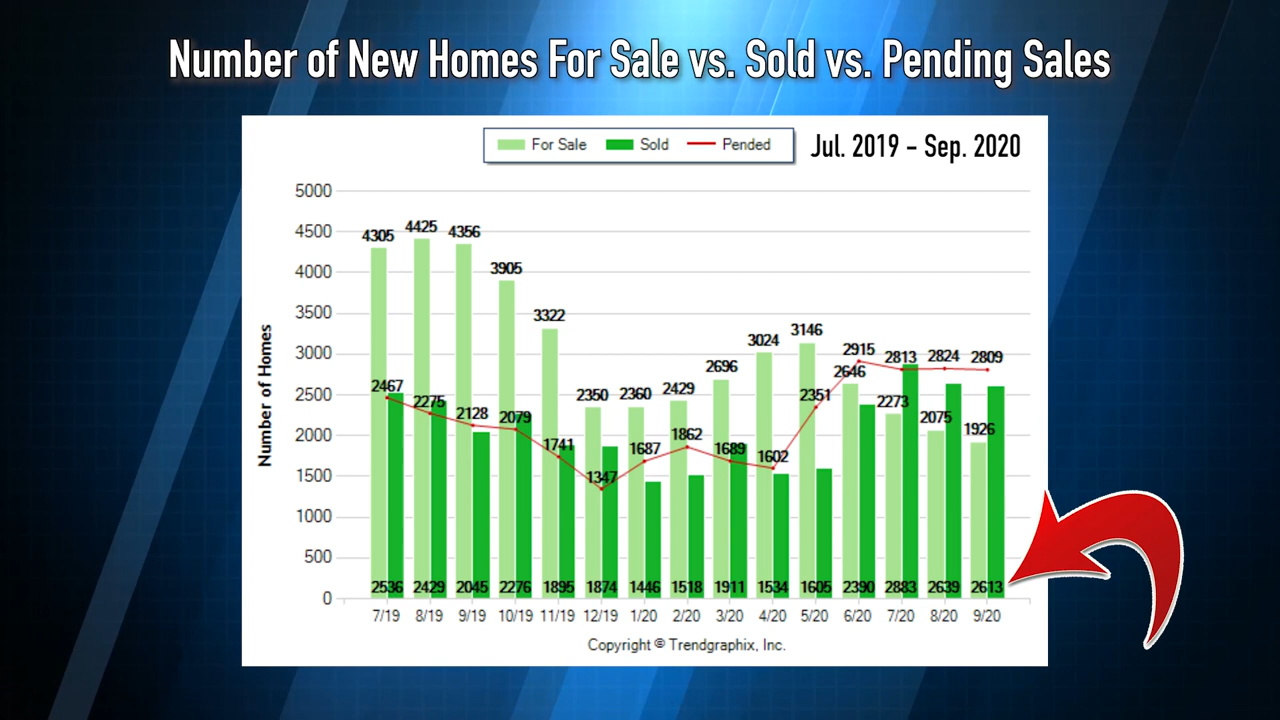 Number of New Homes For Sale vs. Sold vs. Pending Sales
For Sale Sold Pended
Jul. 2019 – Sep. 2020
Number of Homes
5000
4500
4000
3500
3000
2500
2000
1500
1000
500
0
4305 4425 4356 3905 3322 2350 2360 2429 2696 3024 3146 2646 2273 2075 1926
2467 2275 2128 2079 1741 1347 1687 1862 1689 1602 2351 2915 2813 2824 2809
2536 2429 2045 2276 1895 1874 1446 1518 1911 1534 1605 2390 2883 2639 2613
7/19 8/19 9/19 10/19 11/19 12/19 1/20 2/20 3/20 4/20 5/20 6/20 7/20 8/20 9/20
Copyright © Trendgraphix, Inc.